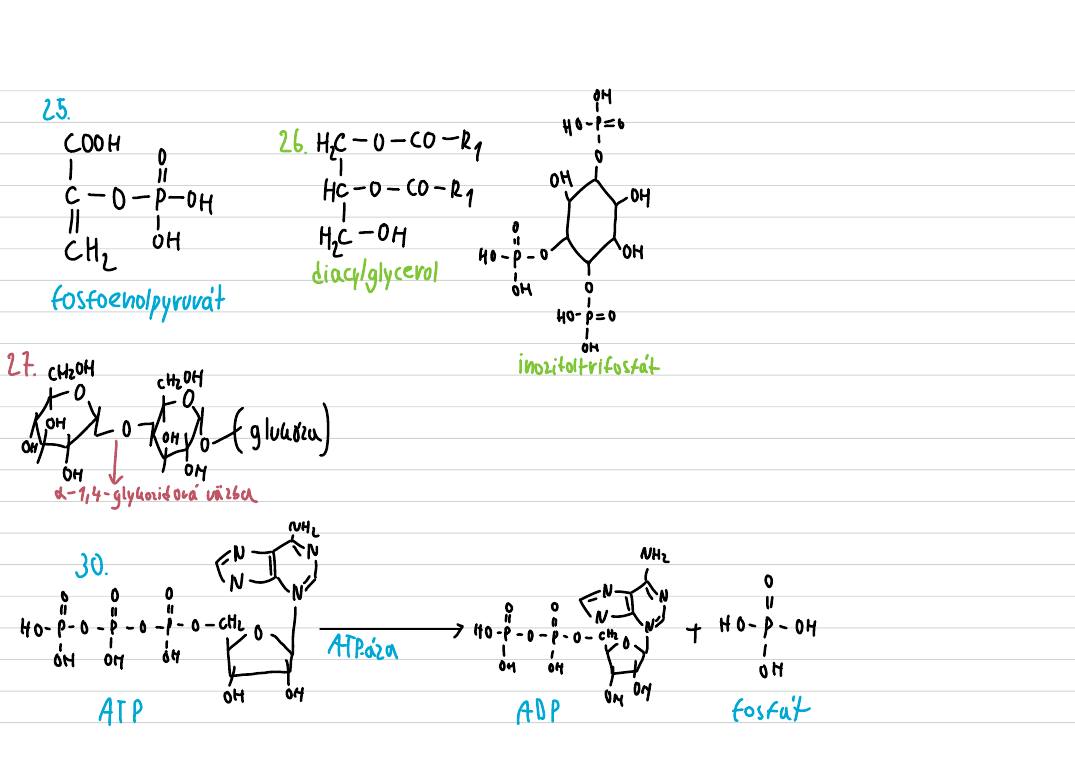 25.
COOH
C-O-P-OH
O
OH
CH2
fosfoenolpyruvát
26.
H2C-O-CO-R1
HC-O-CO-R1
H2C-OH
diacylglycerol
OH
HO-P=O
O
OH
OH
OH
O
HO-P-O
OH
O
HO-P=O
OH
inozitoltrifosfát
27.
CH2OH
O
OH
OH
OH
O
CH2OH
O
OH
OH
O-(glukóza)
α-1,4-glykozidová väzba
30.
NH2
N
N
N
N
O
O
O
HO-P-O-P-O-P-O-CH2
O
OH
OH
OH
OH
OH
ATP
ATPáza
NH2
N
N
N
N
O
O
HO-P-O-P-O-CH2
O
OH
OH
OH
OH
ADP
+
O
HO-P-OH
OH
fosfát